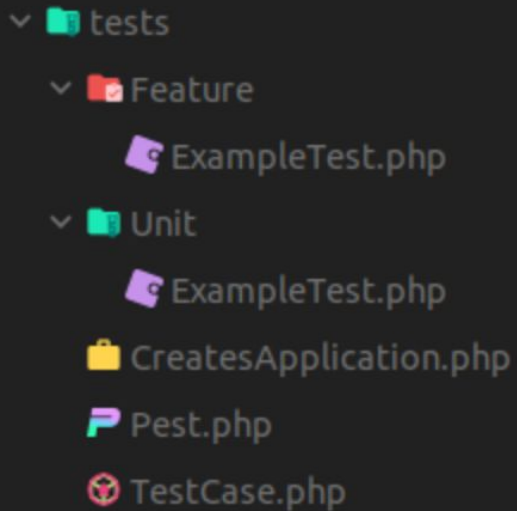 tests
Feature
ExampleTest.php
Unit
ExampleTest.php
CreatesApplication.php
Pest.php
TestCase.php